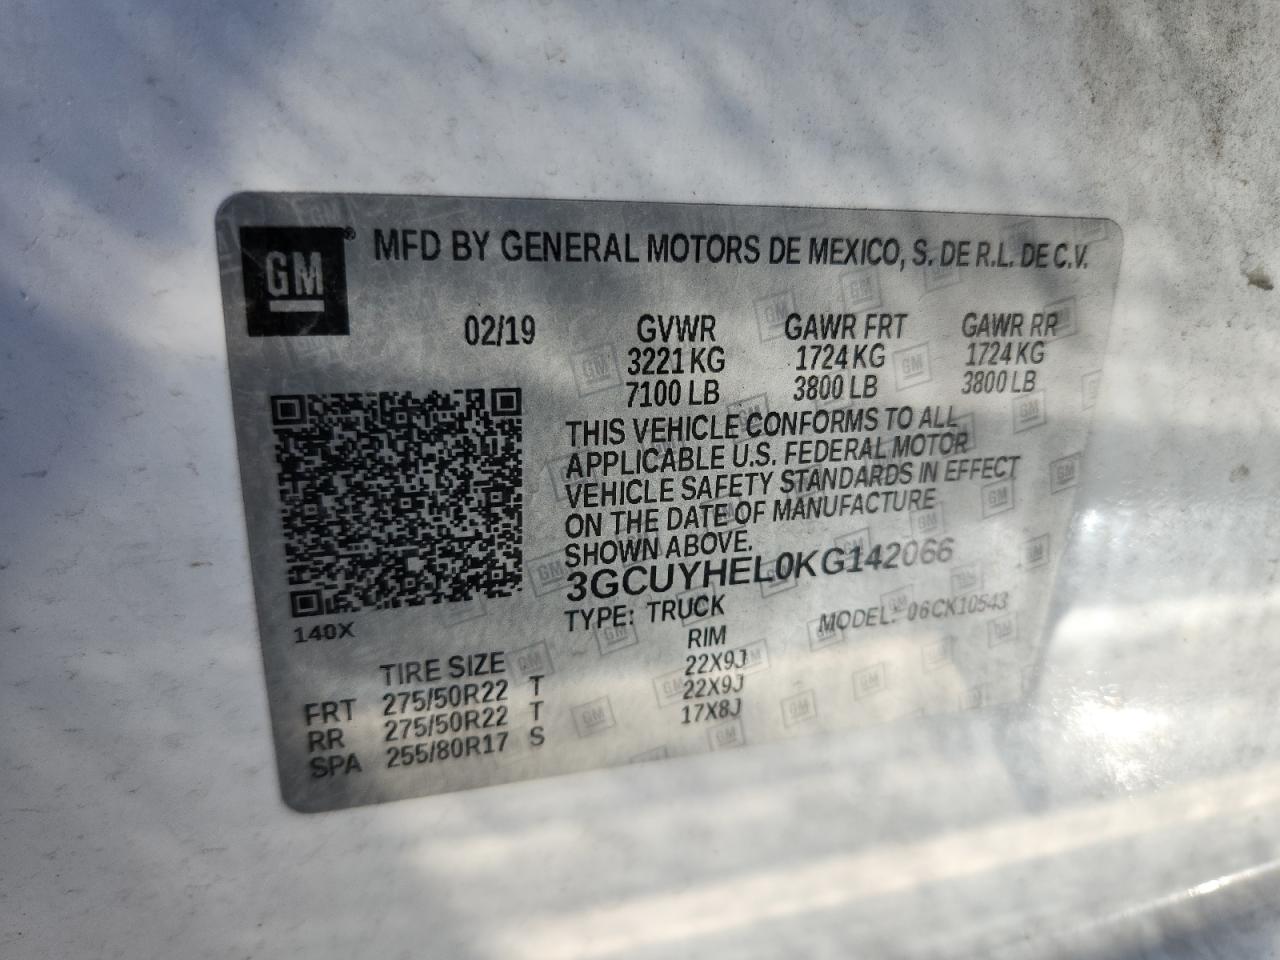 GM® MFD BY GENERAL MOTORS DE MEXICO, S. DE R.L. DE C.V.
02/19 GVWR GAWR FRT GAWR RR
3221 KG 1724 KG 1724 KG
7100 LB 3800 LB 3800 LB
THIS VEHICLE CONFORMS TO ALL
APPLICABLE U.S. FEDERAL MOTOR
VEHICLE SAFETY STANDARDS IN EFFECT
ON THE DATE OF MANUFACTURE
SHOWN ABOVE.
3GCUYHEL0KG142066
TYPE: TRUCK MODEL: 06CK10543
140X
TIRE SIZE RIM
FRT 275/50R22 T 22X9J
RR 275/50R22 T 22X9J
SPA 255/80R17 S 17X8J